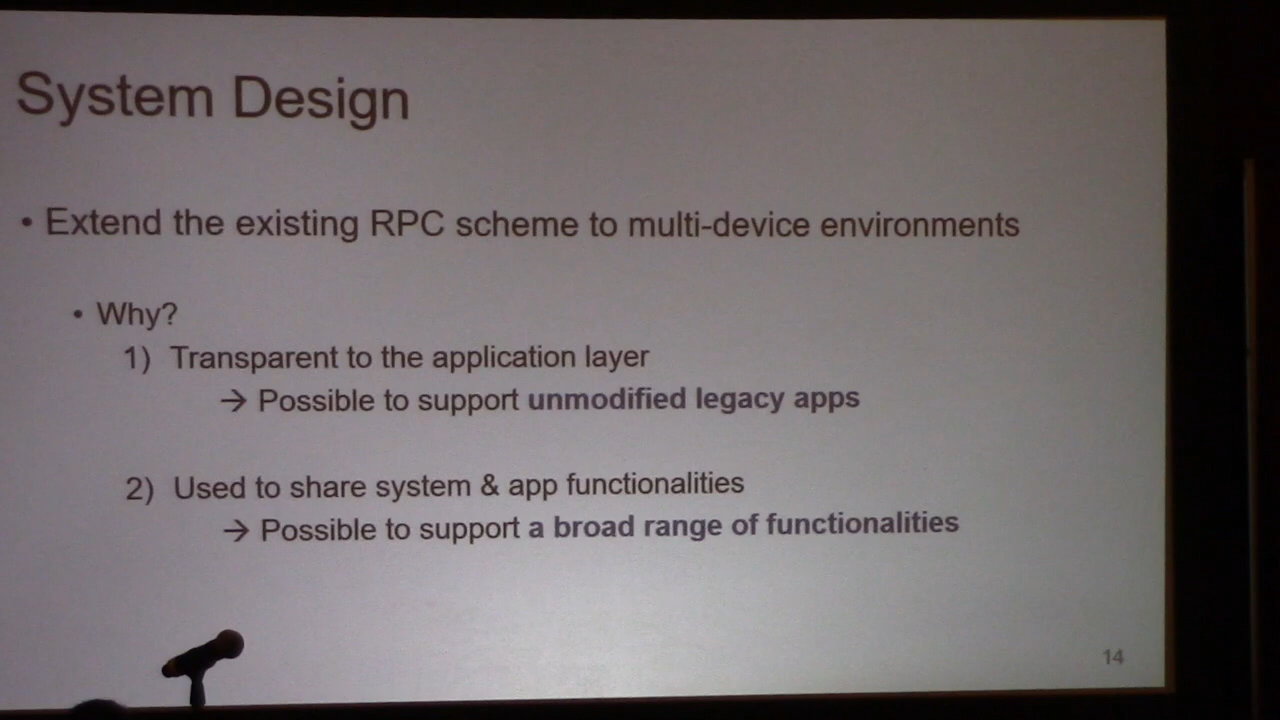 System Design
• Extend the existing RPC scheme to multi-device environments
• Why?
1) Transparent to the application layer
→ Possible to support unmodified legacy apps
2) Used to share system & app functionalities
→ Possible to support a broad range of functionalities
14